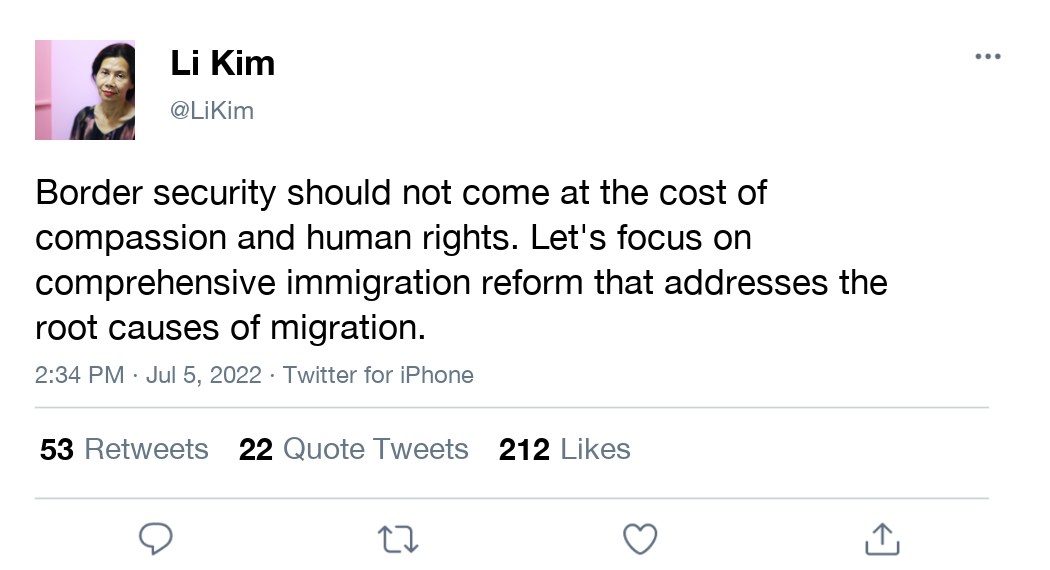 Li Kim
@LiKim
Border security should not come at the cost of
compassion and human rights. Let's focus on
comprehensive immigration reform that addresses the
root causes of migration.
2:34 PM · Jul 5, 2022 · Twitter for iPhone
53 Retweets 22 Quote Tweets 212 Likes